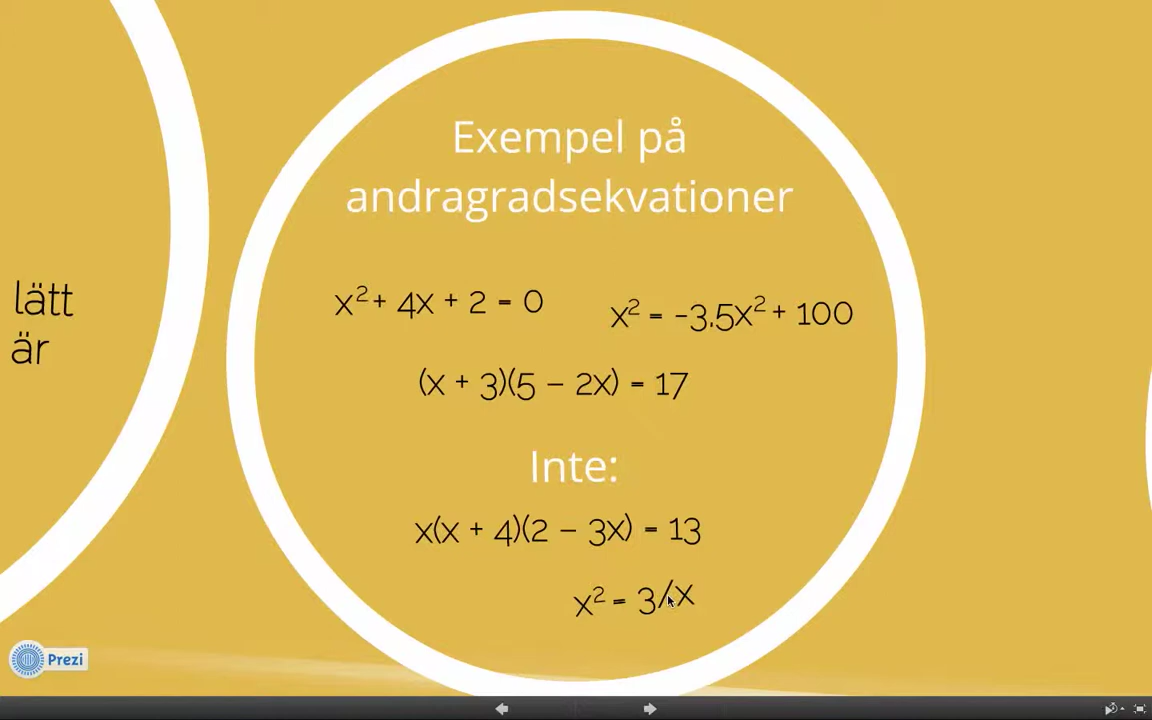 Exempel på
andragradsekvationer
lätt
är
x² + 4x + 2 = 0
x² = -3.5x² + 100
(x + 3)(5 – 2x) = 17
Inte:
x(x + 4)(2 – 3x) = 13
x² = 3/x
Prezi